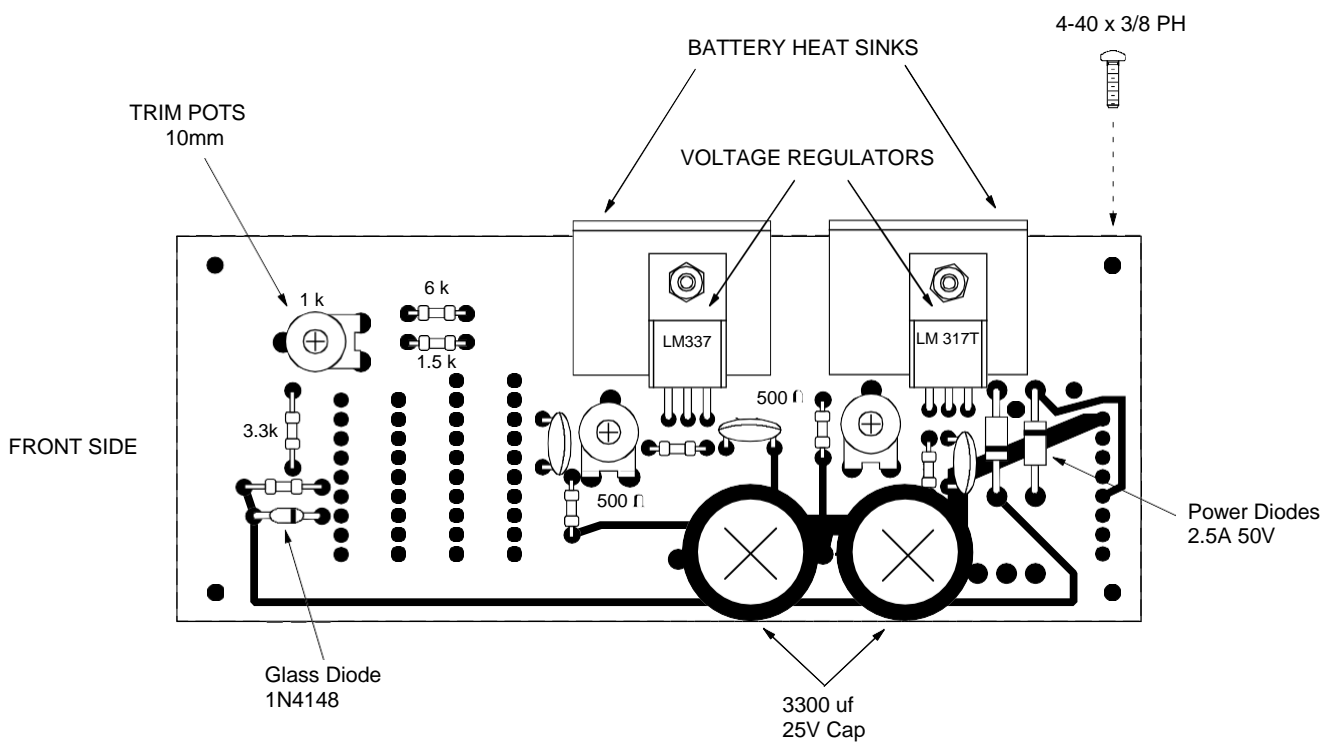 4-40 x 3/8 PH
BATTERY HEAT SINKS
TRIM POTS
10mm
VOLTAGE REGULATORS
1 k
6 k
1.5 k
LM337
LM 317T
500 Ω
3.3k
FRONT SIDE
500 Ω
Power Diodes
2.5A 50V
Glass Diode
1N4148
3300 uf
25V Cap